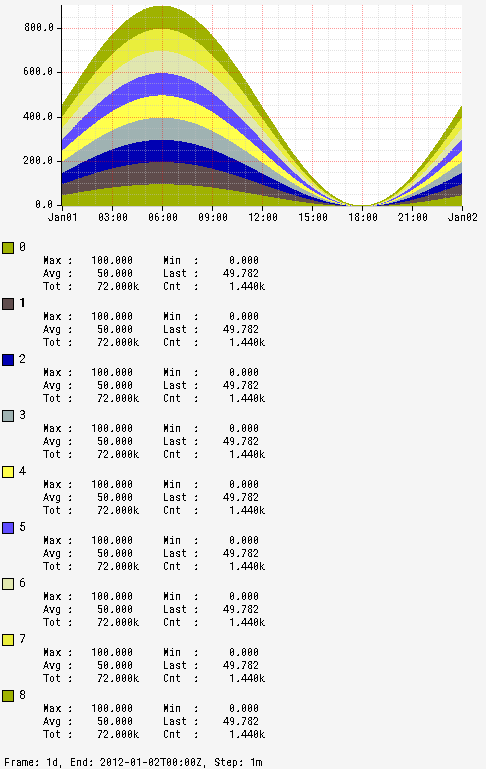 800.0
600.0
400.0
200.0
0.0
Jan01 03:00 06:00 09:00 12:00 15:00 18:00 21:00 Jan02
0
Max : 100.000 Min : 0.000
Avg : 50.000 Last : 49.782
Tot : 72.000k Cnt : 1.440k
1
Max : 100.000 Min : 0.000
Avg : 50.000 Last : 49.782
Tot : 72.000k Cnt : 1.440k
2
Max : 100.000 Min : 0.000
Avg : 50.000 Last : 49.782
Tot : 72.000k Cnt : 1.440k
3
Max : 100.000 Min : 0.000
Avg : 50.000 Last : 49.782
Tot : 72.000k Cnt : 1.440k
4
Max : 100.000 Min : 0.000
Avg : 50.000 Last : 49.782
Tot : 72.000k Cnt : 1.440k
5
Max : 100.000 Min : 0.000
Avg : 50.000 Last : 49.782
Tot : 72.000k Cnt : 1.440k
6
Max : 100.000 Min : 0.000
Avg : 50.000 Last : 49.782
Tot : 72.000k Cnt : 1.440k
7
Max : 100.000 Min : 0.000
Avg : 50.000 Last : 49.782
Tot : 72.000k Cnt : 1.440k
8
Max : 100.000 Min : 0.000
Avg : 50.000 Last : 49.782
Tot : 72.000k Cnt : 1.440k
Frame: 1d, End: 2012-01-02T00:00Z, Step: 1m